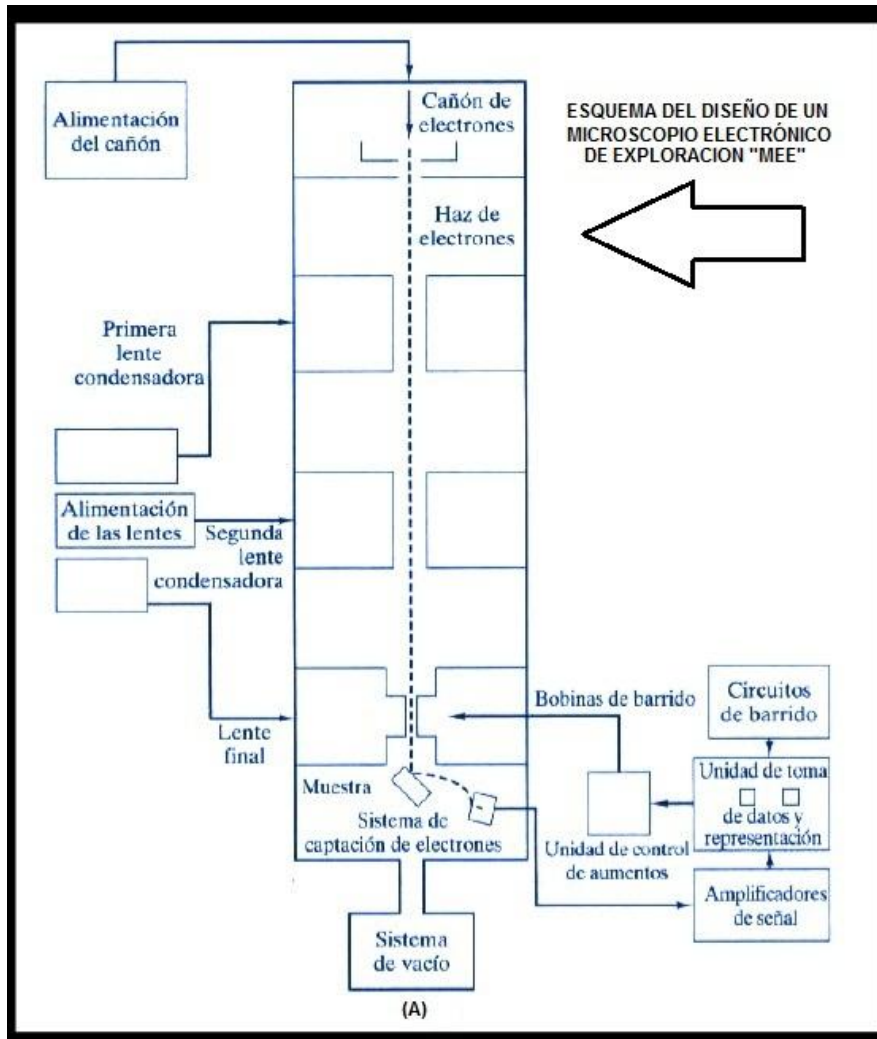 Alimentación
del cañón
Cañón de
electrones
ESQUEMA DEL DISEÑO DE UN
MICROSCOPIO ELECTRÓNICO
DE EXPLORACION "MEE"
Haz de
electrones
Primera
lente
condensadora
Alimentación
de las lentes
Segunda
lente
condensadora
Lente
final
Bobinas de barrido
Circuitos
de barrido
Unidad de toma
de datos y
representación
Muestra
Sistema de
captación de electrones
Unidad de control
de aumentos
Amplificadores
de señal
Sistema
de vacío
(A)